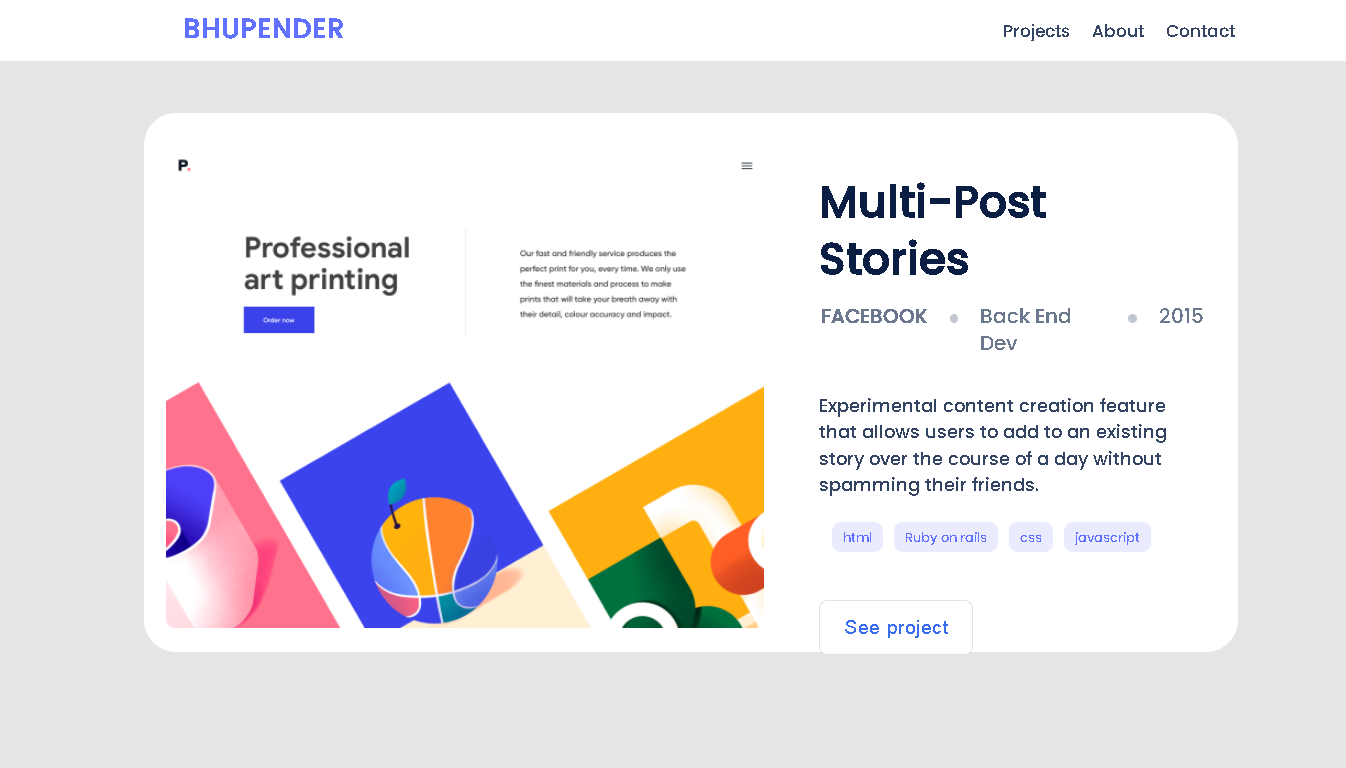 BHUPENDER
Projects About Contact
P.
Professional
art printing
Order now
Our fast and friendly service produces the
perfect print for you, every time. We only use
the finest materials and process to make
prints that will take your breath away with
their detail, colour accuracy and impact.
Multi-Post
Stories
FACEBOOK Back End 2015
Dev
Experimental content creation feature
that allows users to add to an existing
story over the course of a day without
spamming their friends.
html Ruby on rails css javascript
See project